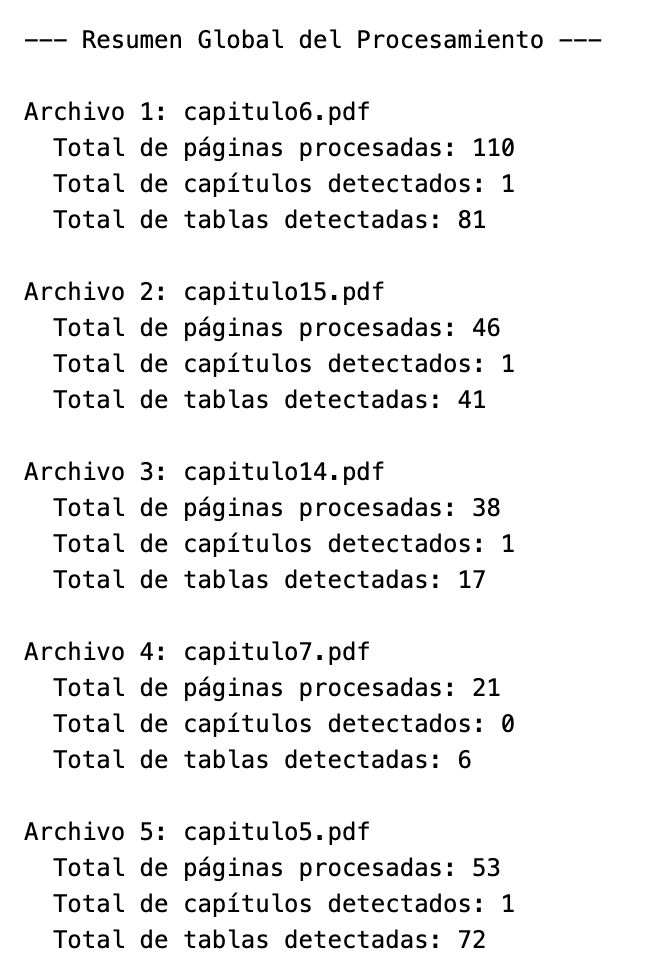 --- Resumen Global del Procesamiento ---
Archivo 1: capitulo6.pdf
Total de páginas procesadas: 110
Total de capítulos detectados: 1
Total de tablas detectadas: 81
Archivo 2: capitulo15.pdf
Total de páginas procesadas: 46
Total de capítulos detectados: 1
Total de tablas detectadas: 41
Archivo 3: capitulo14.pdf
Total de páginas procesadas: 38
Total de capítulos detectados: 1
Total de tablas detectadas: 17
Archivo 4: capitulo7.pdf
Total de páginas procesadas: 21
Total de capítulos detectados: 0
Total de tablas detectadas: 6
Archivo 5: capitulo5.pdf
Total de páginas procesadas: 53
Total de capítulos detectados: 1
Total de tablas detectadas: 72